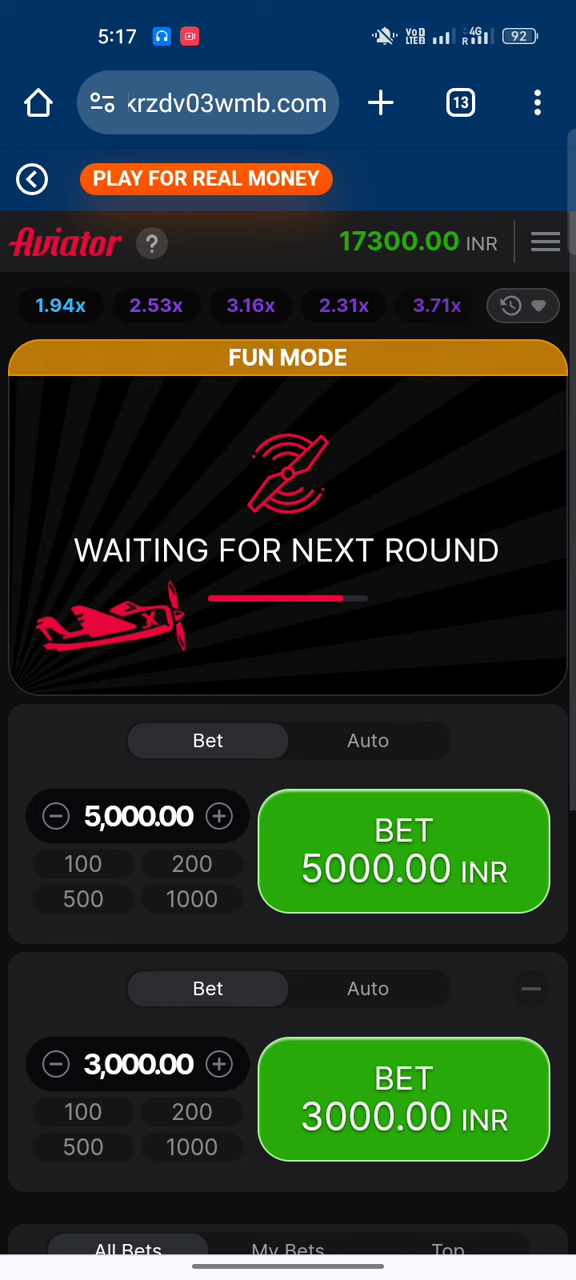 5:17 VoD LTE2 R 4G 92
krzdv03wmb.com 13
PLAY FOR REAL MONEY
Aviator ? 17300.00 INR
1.94x 2.53x 3.16x 2.31x 3.71x
FUN MODE
WAITING FOR NEXT ROUND
X
Bet Auto
5,000.00
100 200
500 1000
BET
5000.00 INR
Bet Auto
3,000.00
100 200
500 1000
BET
3000.00 INR
All Bets My Bets Top